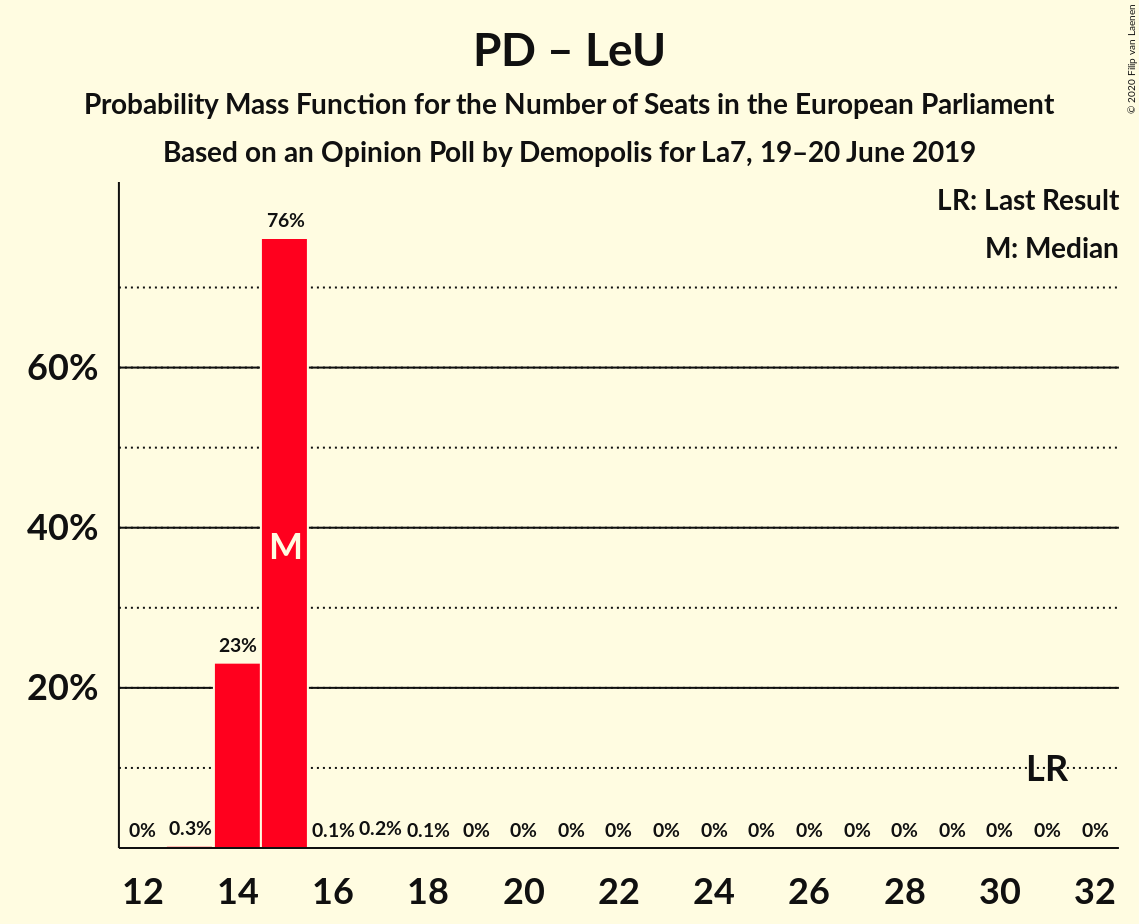 PD – LeU
Probability Mass Function for the Number of Seats in the European Parliament
Based on an Opinion Poll by Demopolis for La7, 19–20 June 2019
© 2020 Filip van Laenen
LR: Last Result
M: Median
76%
60%
40%
M
23%
20%
LR
0% 0.3% 0.1% 0.2% 0.1% 0% 0% 0% 0% 0% 0% 0% 0% 0% 0% 0% 0% 0% 0%
12 14 16 18 20 22 24 26 28 30 32